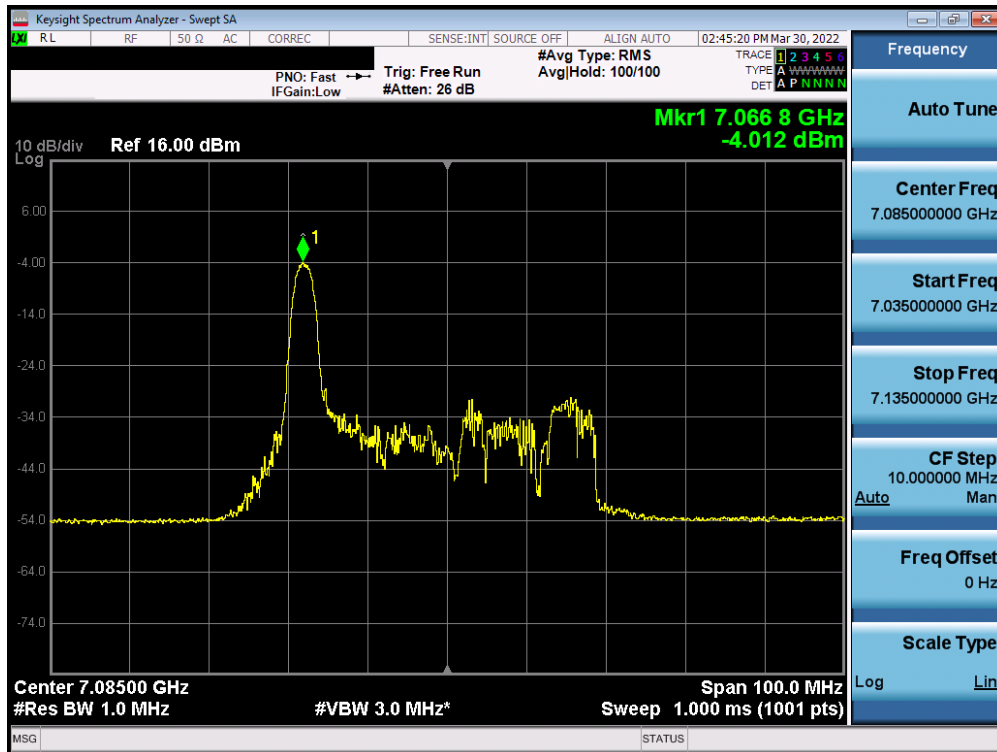 Keysight Spectrum Analyzer - Swept SA
LXI RL RF 50 Ω AC CORREC SENSE:INT SOURCE OFF ALIGN AUTO 02:45:20 PM Mar 30, 2022
PNO: Fast
IFGain:Low
Trig: Free Run
#Atten: 26 dB
#Avg Type: RMS
Avg|Hold: 100/100
TRACE 1 2 3 4 5 6
TYPE A WWWWW
DET A P N N N N
Mkr1 7.066 8 GHz
-4.012 dBm
10 dB/div Ref 16.00 dBm
Log
6.00
1
-4.00
-14.0
-24.0
-34.0
-44.0
-54.0
-64.0
-74.0
Center 7.08500 GHz Span 100.0 MHz
#Res BW 1.0 MHz #VBW 3.0 MHz* Sweep 1.000 ms (1001 pts)
MSG STATUS
Frequency
Auto Tune
Center Freq
7.085000000 GHz
Start Freq
7.035000000 GHz
Stop Freq
7.135000000 GHz
CF Step
10.000000 MHz
Auto Man
Freq Offset
0 Hz
Scale Type
Log Lin